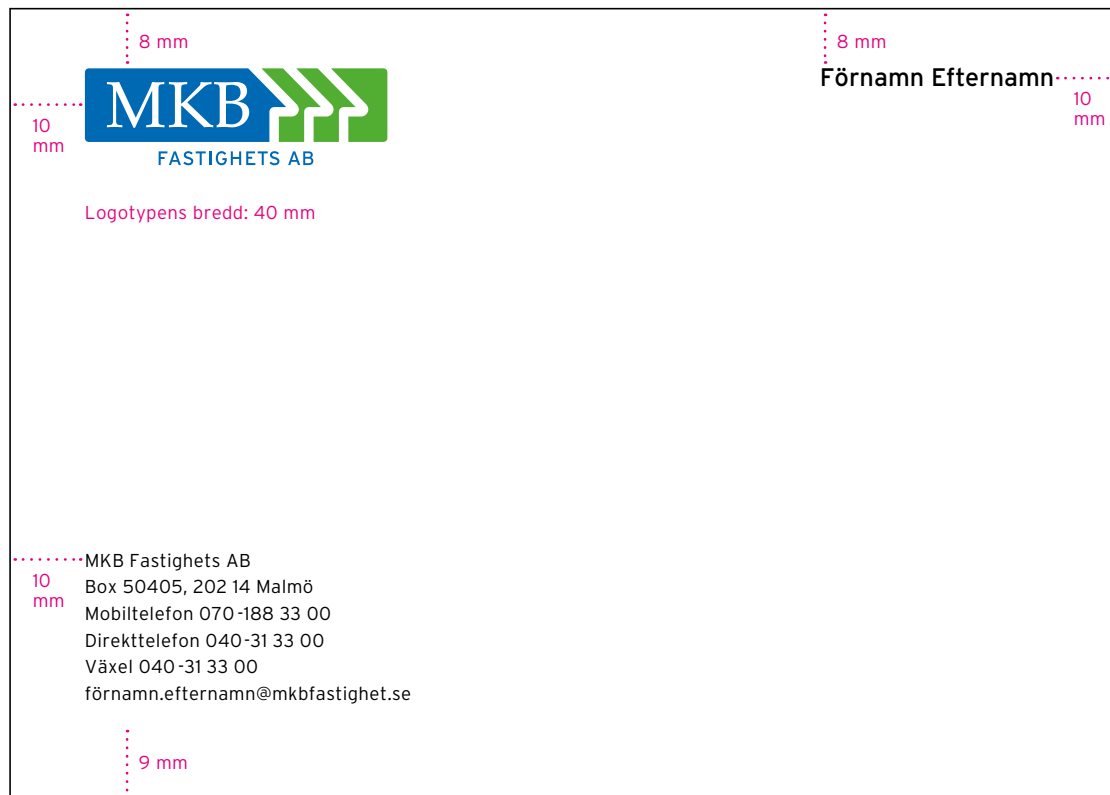 8 mm
8 mm
MKB
Förnamn Efternamn
10
mm
10
mm
FASTIGHETS AB
Logotypens bredd: 40 mm
MKB Fastighets AB
10
mm
Box 50405, 202 14 Malmö
Mobiltelefon 070-188 33 00
Direkttelefon 040-31 33 00
Växel 040-31 33 00
förnamn.efternamn@mkbfastighet.se
9 mm